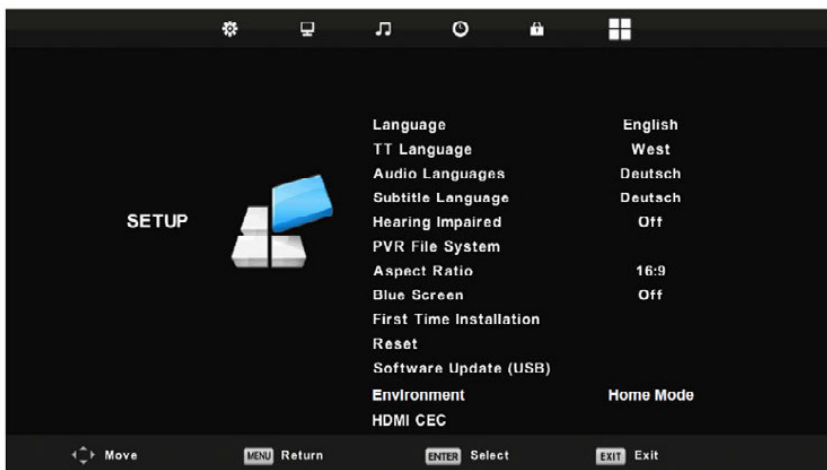 Language English
TT Language West
Audio Languages Deutsch
Subtitle Language Deutsch
SETUP
Hearing Impaired Off
PVR File System
Aspect Ratio 16:9
Blue Screen Off
First Time Installation
Reset
Software Update (USB)
Environment Home Mode
HDMI CEC
Move MENU Return ENTER Select EXIT Exit